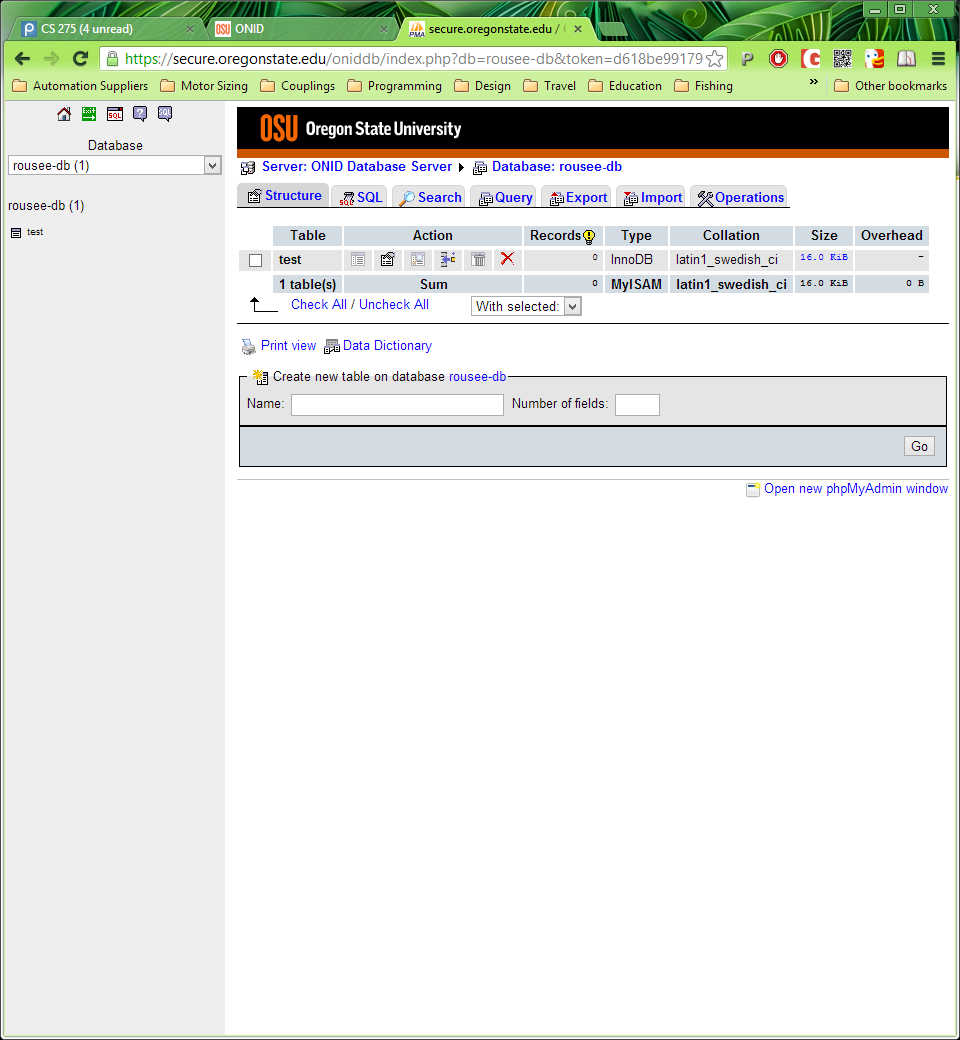 CS 275 (4 unread)
ONID
secure.oregonstate.edu /
https://secure.oregonstate.edu/oniddb/index.php?db=rousee-db&token=d618be99179
Automation Suppliers Motor Sizing Couplings Programming Design Travel Education Fishing » Other bookmarks
Database
rousee-db (1)
rousee-db (1)
test
OSU Oregon State University
Server: ONID Database Server Database: rousee-db
Structure SQL Search Query Export Import Operations
Table Action Records Type Collation Size Overhead
test 0 InnoDB latin1_swedish_ci 16.0 KiB -
1 table(s) Sum 0 MyISAM latin1_swedish_ci 16.0 KiB 0 B
Check All / Uncheck All With selected:
Print view Data Dictionary
Create new table on database rousee-db
Name: Number of fields:
Go
Open new phpMyAdmin window